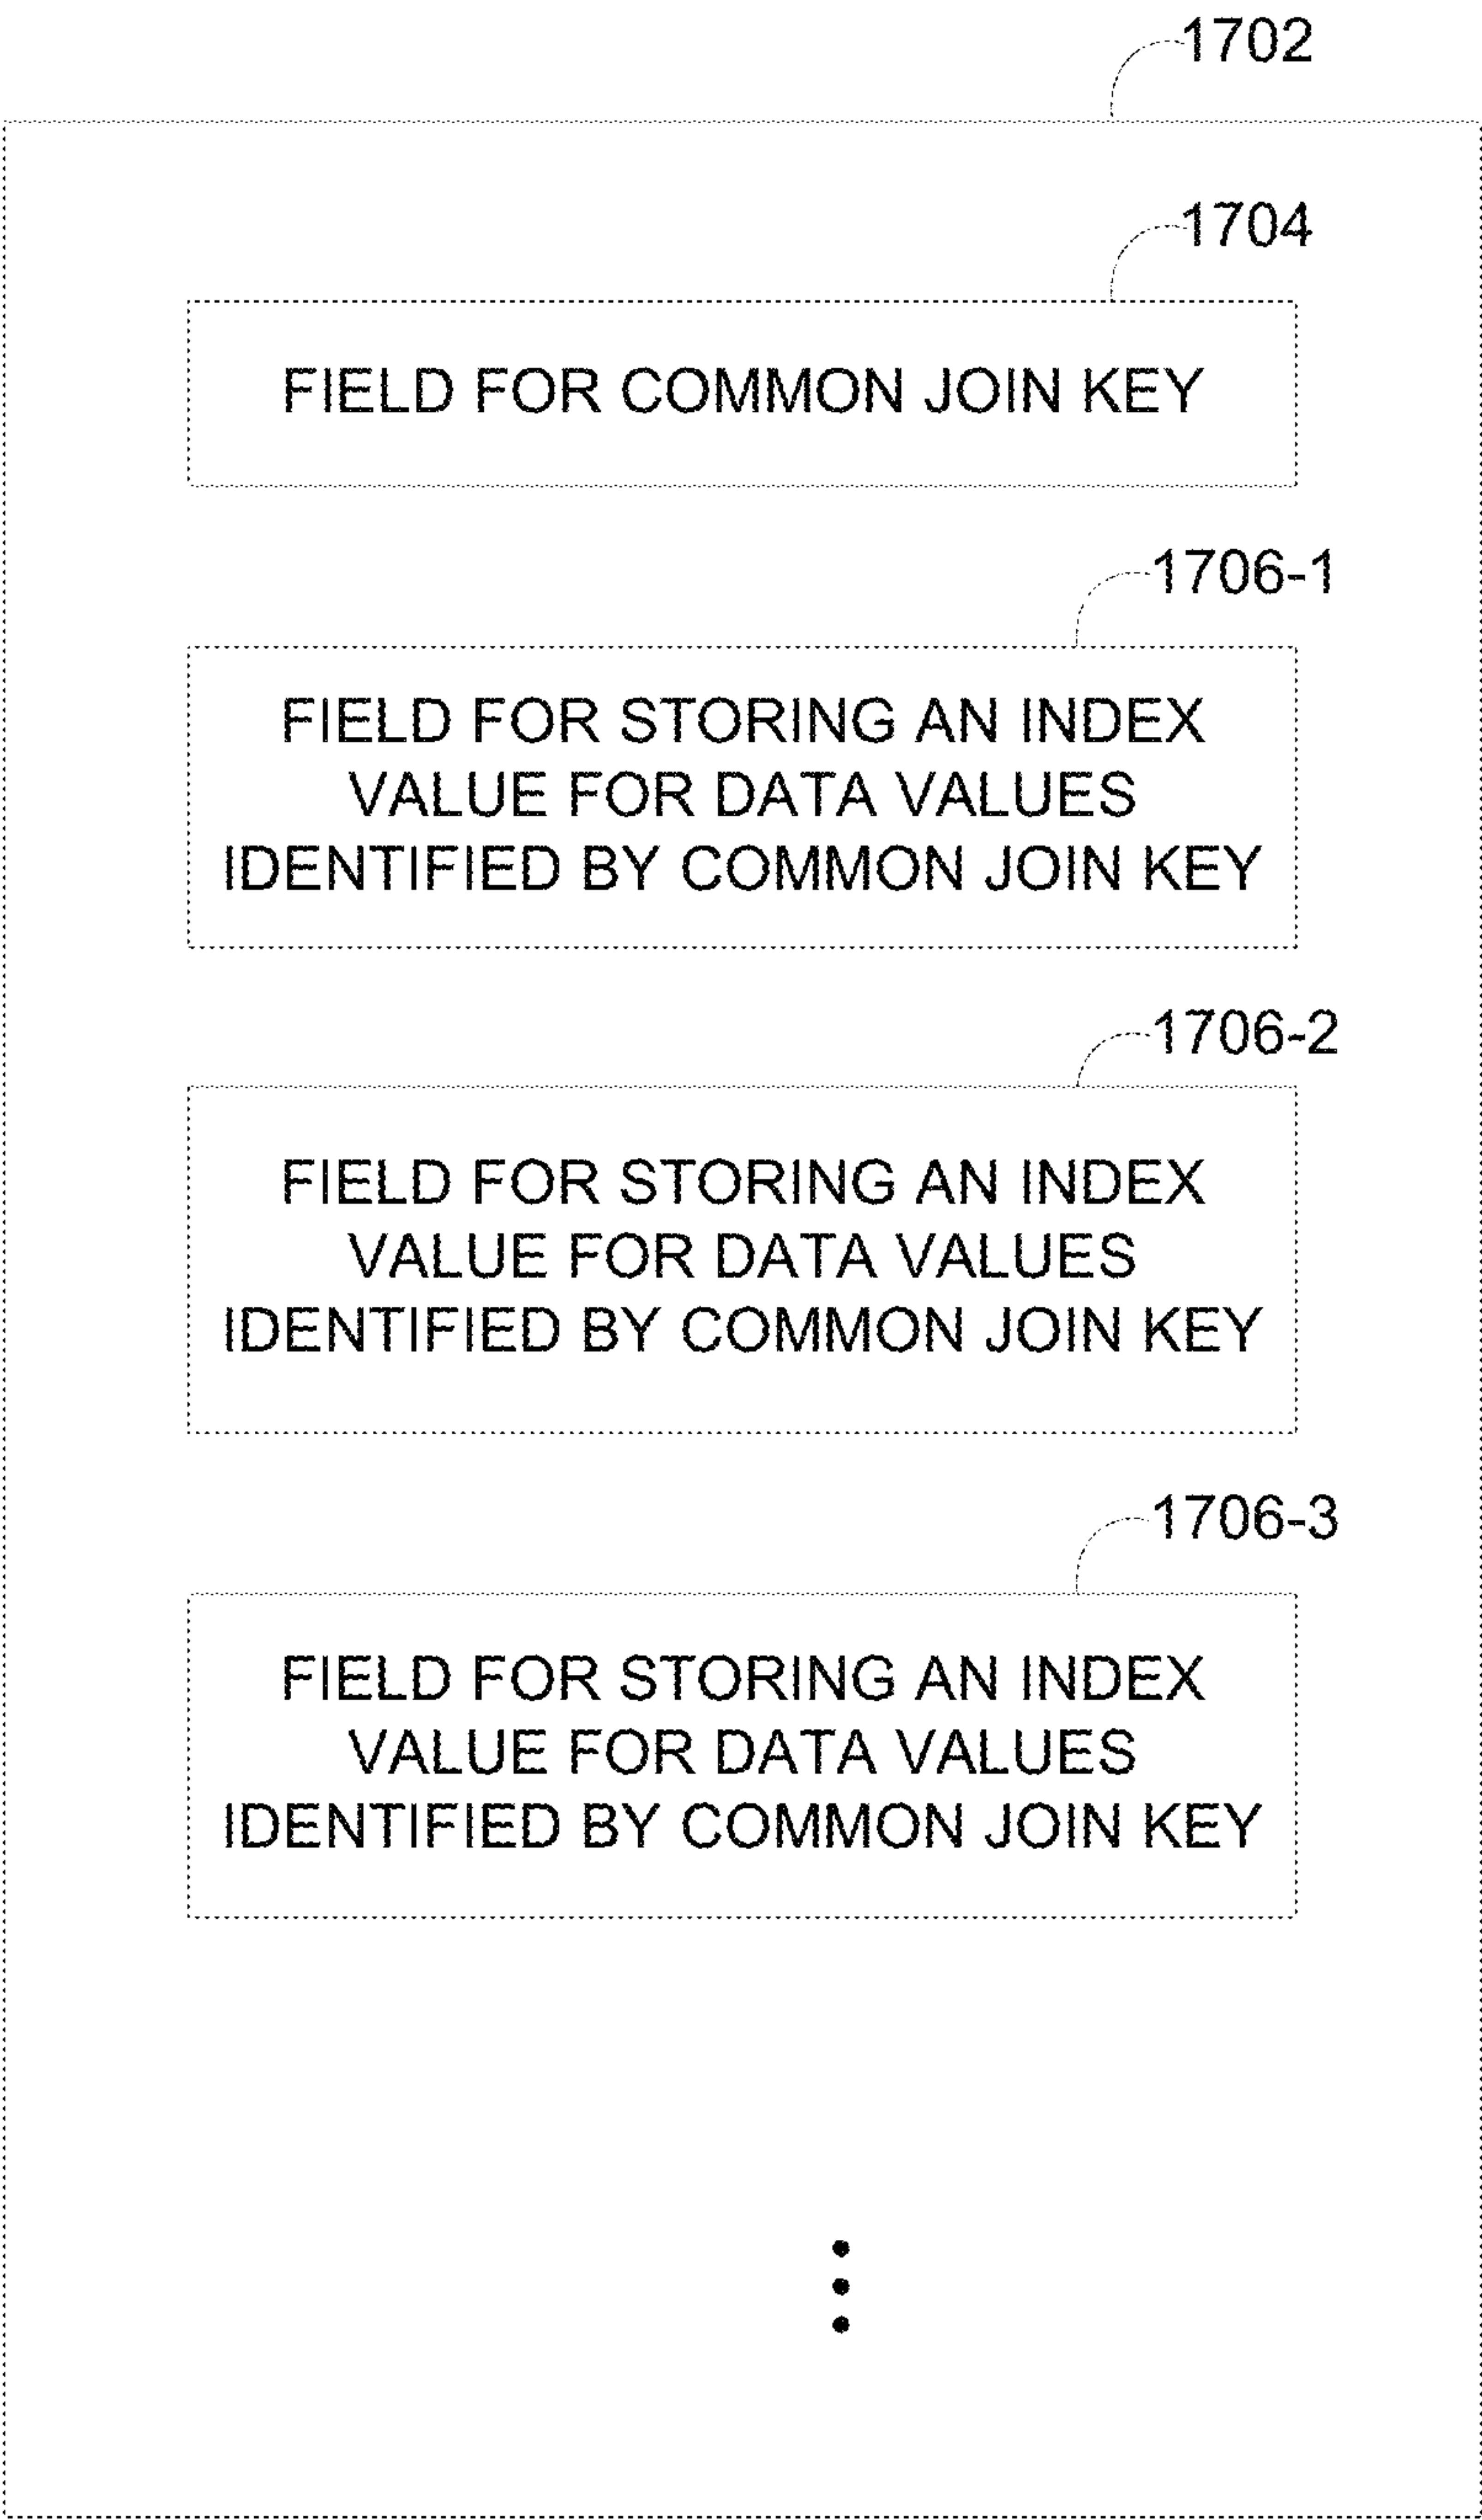 1702
1704
FIELD FOR COMMON JOIN KEY
1706-1
FIELD FOR STORING AN INDEX
VALUE FOR DATA VALUES
IDENTIFIED BY COMMON JOIN KEY
1706-2
FIELD FOR STORING AN INDEX
VALUE FOR DATA VALUES
IDENTIFIED BY COMMON JOIN KEY
1706-3
FIELD FOR STORING AN INDEX
VALUE FOR DATA VALUES
IDENTIFIED BY COMMON JOIN KEY